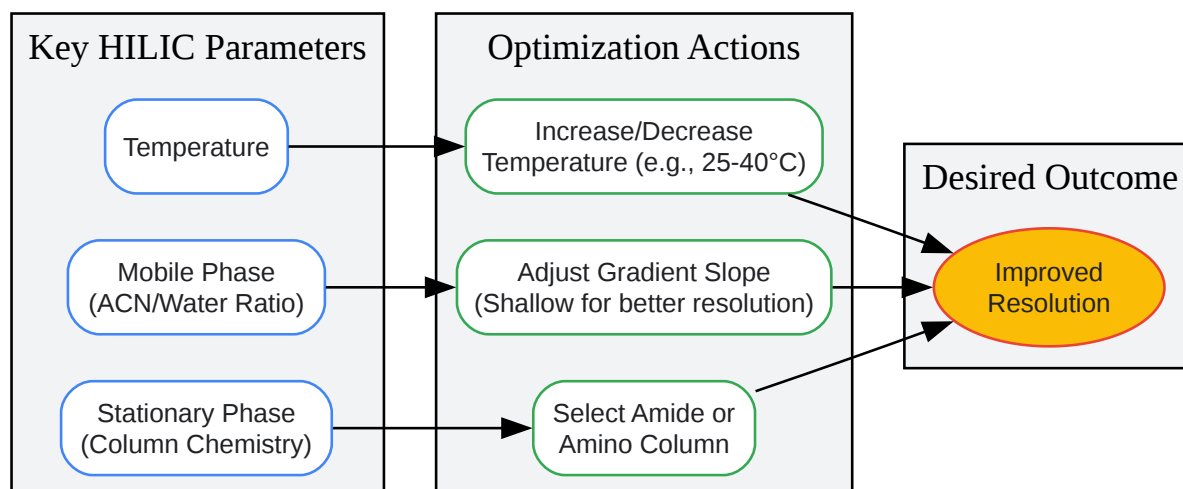 Key HILIC Parameters
Temperature
Mobile Phase
(ACN/Water Ratio)
Stationary Phase
(Column Chemistry)
Optimization Actions
Increase/Decrease
Temperature (e.g., 25-40°C)
Adjust Gradient Slope
(Shallow for better resolution)
Select Amide or
Amino Column
Desired Outcome
Improved
Resolution